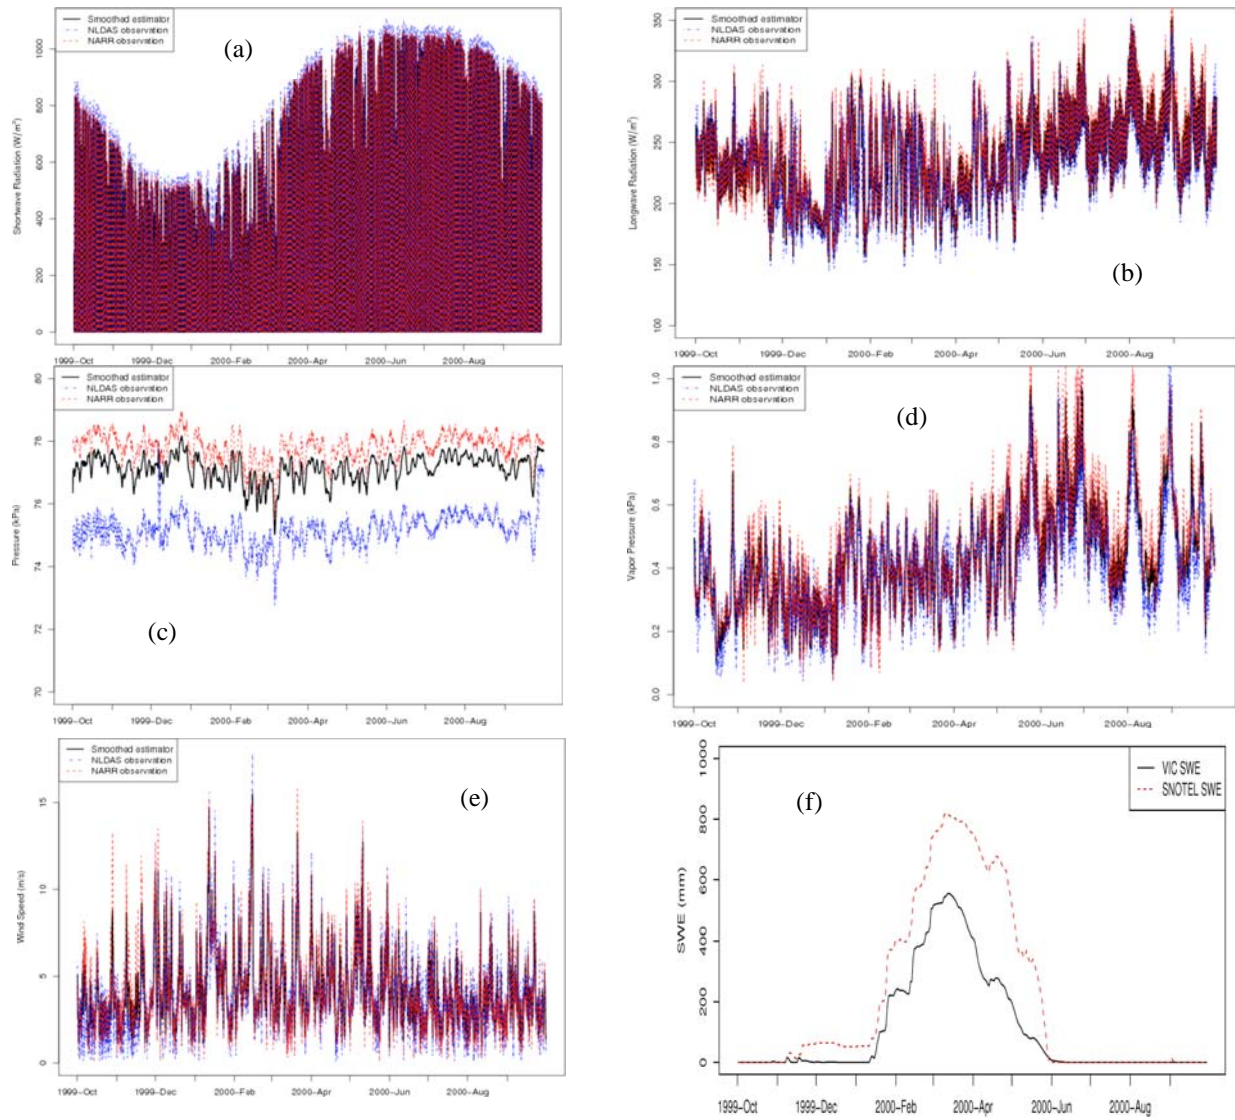 Smoothed estimator
NLDAS observation
NARR observation
(a)
Shortwave Radiation (W/m²)
0 200 400 600 800 1000
1999-Oct 1999-Dec 2000-Feb 2000-Apr 2000-Jun 2000-Aug
Smoothed estimator
NLDAS observation
NARR observation
(b)
Longwave Radiation (W/m²)
100 150 200 250 300 350
1999-Oct 1999-Dec 2000-Feb 2000-Apr 2000-Jun 2000-Aug
Smoothed estimator
NLDAS observation
NARR observation
(c)
Pressure (kPa)
70 72 74 76 78 80
1999-Oct 1999-Dec 2000-Feb 2000-Apr 2000-Jun 2000-Aug
Smoothed estimator
NLDAS observation
NARR observation
(d)
Vapor Pressure (kPa)
0.0 0.2 0.4 0.6 0.8 1.0
1999-Oct 1999-Dec 2000-Feb 2000-Apr 2000-Jun 2000-Aug
Smoothed estimator
NLDAS observation
NARR observation
(e)
Wind Speed (m/s)
0 5 10 15
1999-Oct 1999-Dec 2000-Feb 2000-Apr 2000-Jun 2000-Aug
VIC SWE
SNOTEL SWE
(f)
SWE (mm)
0 200 400 600 800 1000
1999-Oct 1999-Dec 2000-Feb 2000-Apr 2000-Jun 2000-Aug